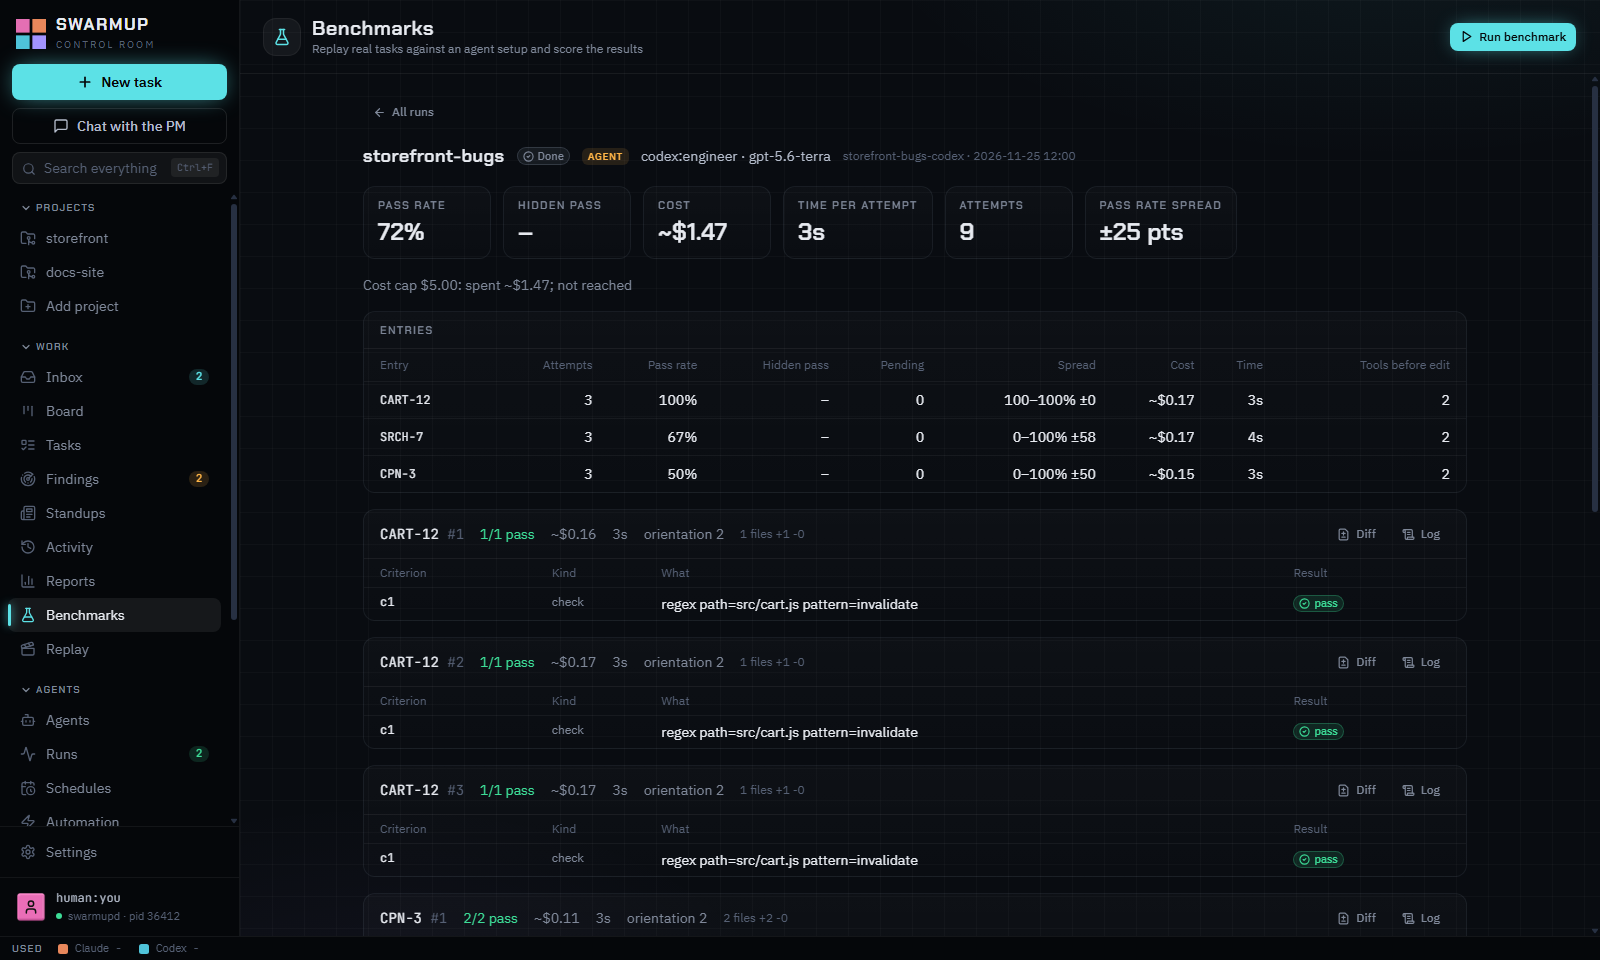 SWARMUP
CONTROL ROOM
New task
Chat with the PM
Search everything Ctrl+F
PROJECTS
storefront
docs-site
Add project
WORK
Inbox 2
Board
Tasks
Findings 2
Standups
Activity
Reports
Benchmarks
Replay
AGENTS
Agents
Runs 2
Schedules
Automation
Settings
human:you
swarmupd · pid 36412
USED Claude - Codex -
Benchmarks
Replay real tasks against an agent setup and score the results
Run benchmark
All runs
storefront-bugs Done AGENT codex:engineer · gpt-5.6-terra storefront-bugs-codex · 2026-11-25 12:00
PASS RATE HIDDEN PASS COST TIME PER ATTEMPT ATTEMPTS PASS RATE SPREAD
72% – ~$1.47 3s 9 ±25 pts
Cost cap $5.00: spent ~$1.47; not reached
ENTRIES
Entry Attempts Pass rate Hidden pass Pending Spread Cost Time Tools before edit
CART-12 3 100% – 0 100–100% ±0 ~$0.17 3s 2
SRCH-7 3 67% – 0 0–100% ±58 ~$0.17 4s 2
CPN-3 3 50% – 0 0–100% ±50 ~$0.15 3s 2
CART-12 #1 1/1 pass ~$0.16 3s orientation 2 1 files +1 -0 Diff Log
Criterion Kind What Result
c1 check regex path=src/cart.js pattern=invalidate pass
CART-12 #2 1/1 pass ~$0.17 3s orientation 2 1 files +1 -0 Diff Log
Criterion Kind What Result
c1 check regex path=src/cart.js pattern=invalidate pass
CART-12 #3 1/1 pass ~$0.17 3s orientation 2 1 files +1 -0 Diff Log
Criterion Kind What Result
c1 check regex path=src/cart.js pattern=invalidate pass
CPN-3 #1 2/2 pass ~$0.11 3s orientation 2 2 files +2 -0 Diff Log